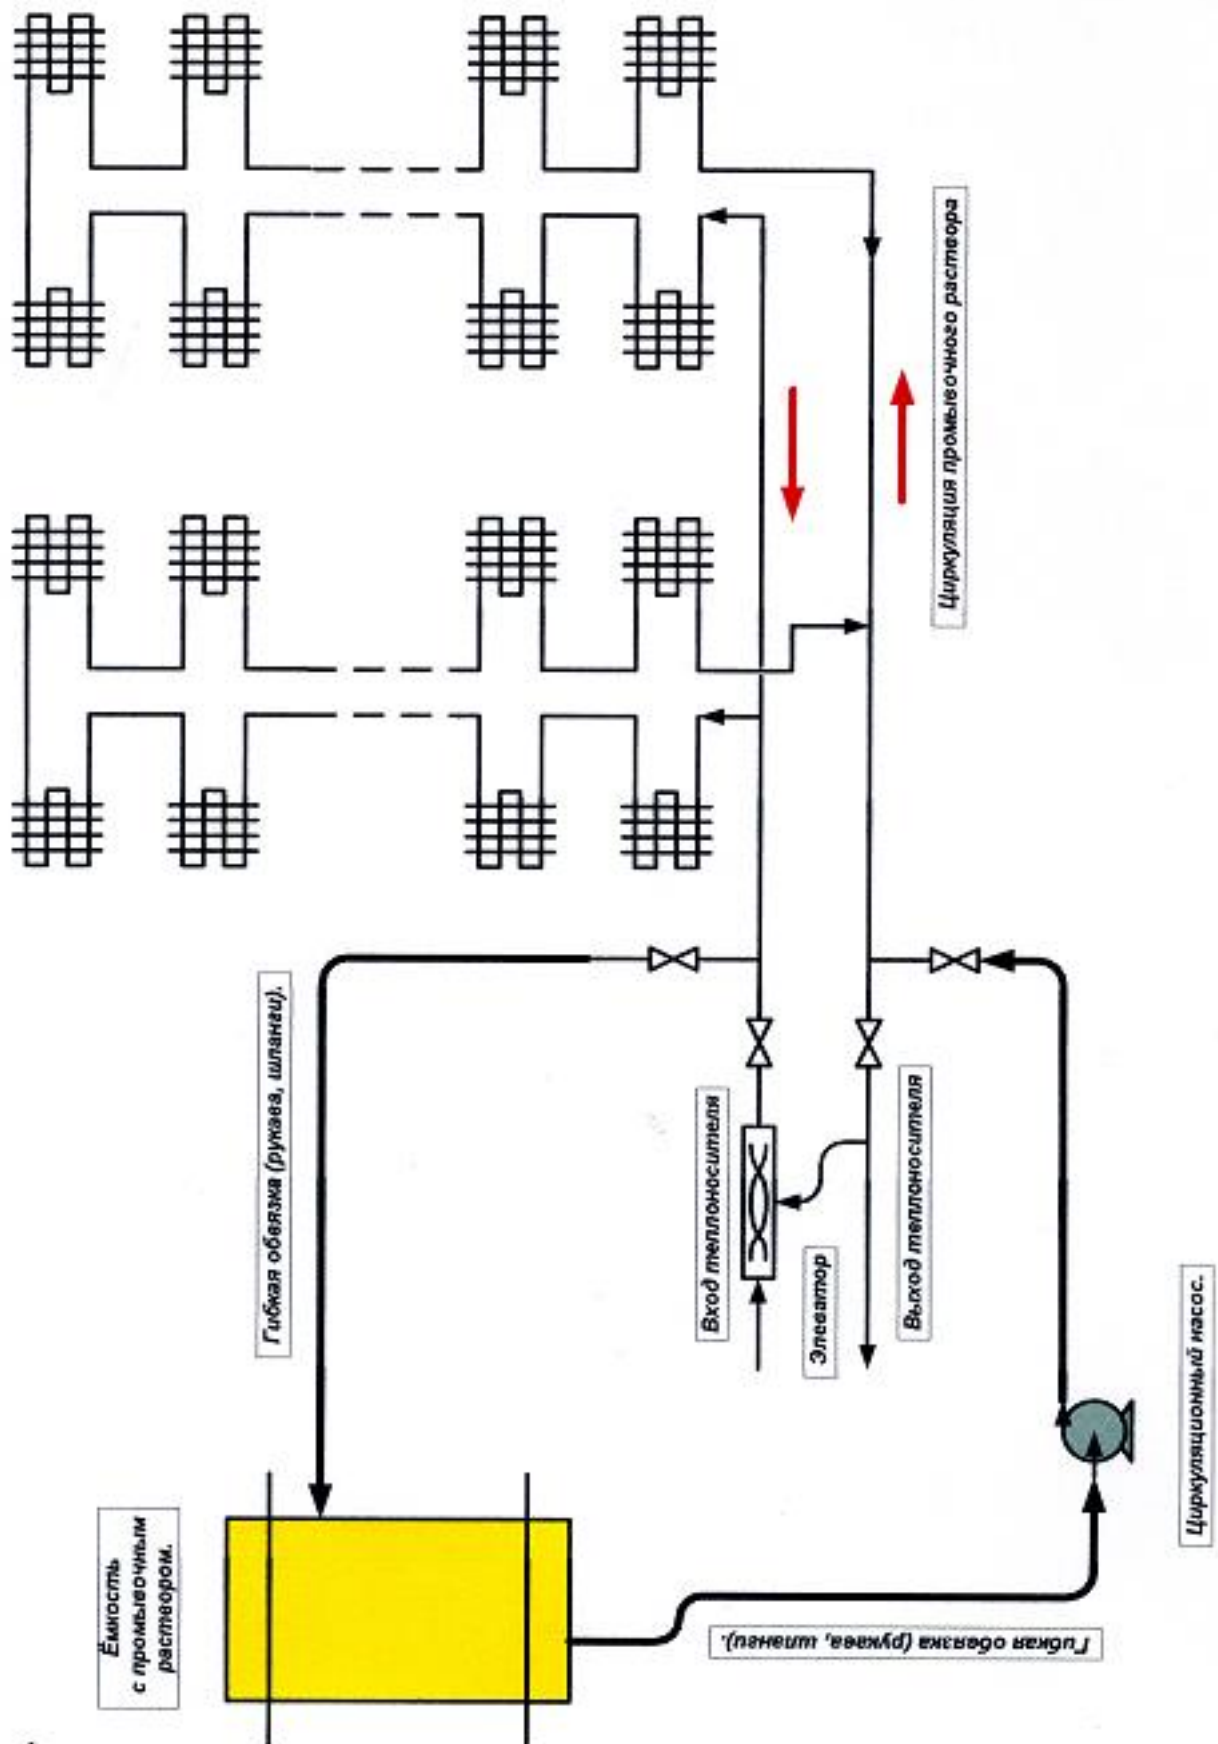 Ёмкость
с промывочным
раствором.
Гибкая обвязка (рукава, шланги).
Вход теплоносителя
Элеватор
Выход теплоносителя
Циркуляция промывочного раствора
Циркуляционный насос.
Гибкая обвязка (рукава, шланги).